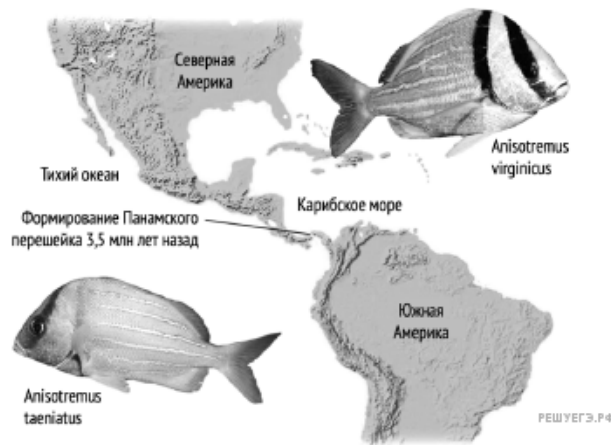 Северная
Америка
Anisotremus
virginicus
Тихий океан
Карибское море
Формирование Панамского
перешейка 3,5 млн лет назад
Южная
Америка
Anisotremus
taeniatus
РЕШУЕГЭ.РФ